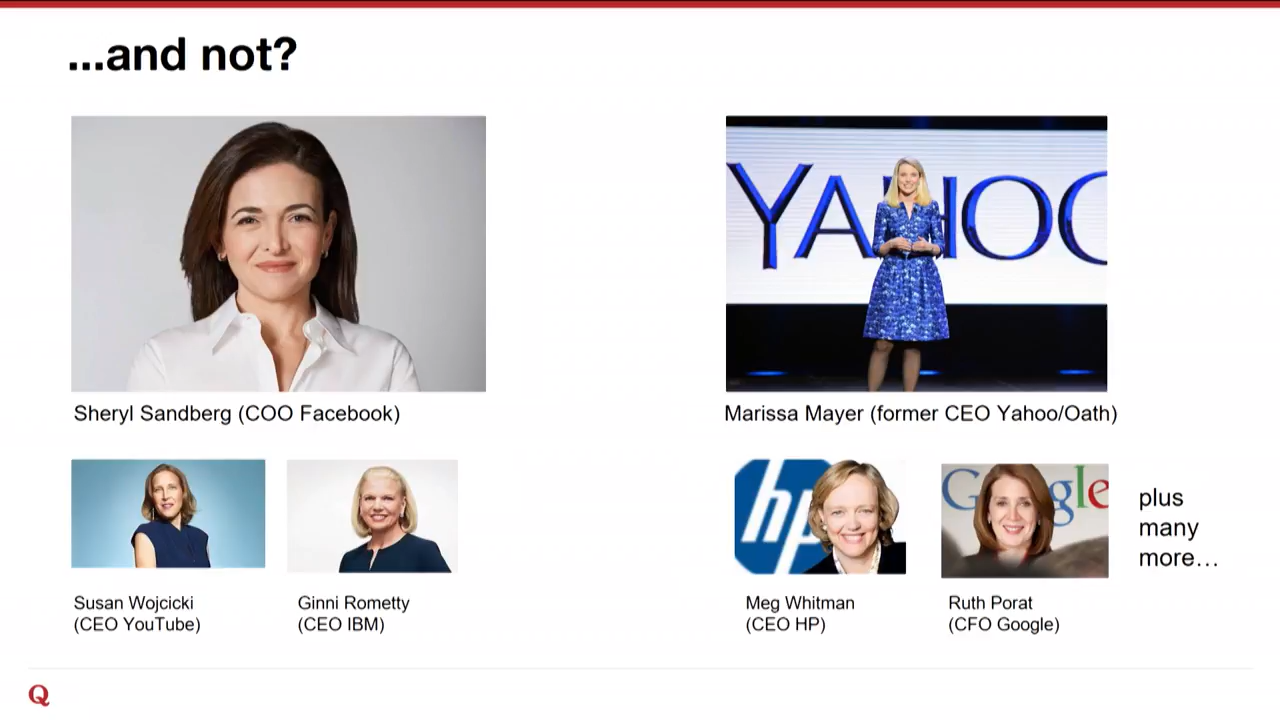 ...and not?
YAHOO
Sheryl Sandberg (COO Facebook)
Marissa Mayer (former CEO Yahoo/Oath)
hp
Google
plus
many
more…
Susan Wojcicki
(CEO YouTube)
Ginni Rometty
(CEO IBM)
Meg Whitman
(CEO HP)
Ruth Porat
(CFO Google)
Q